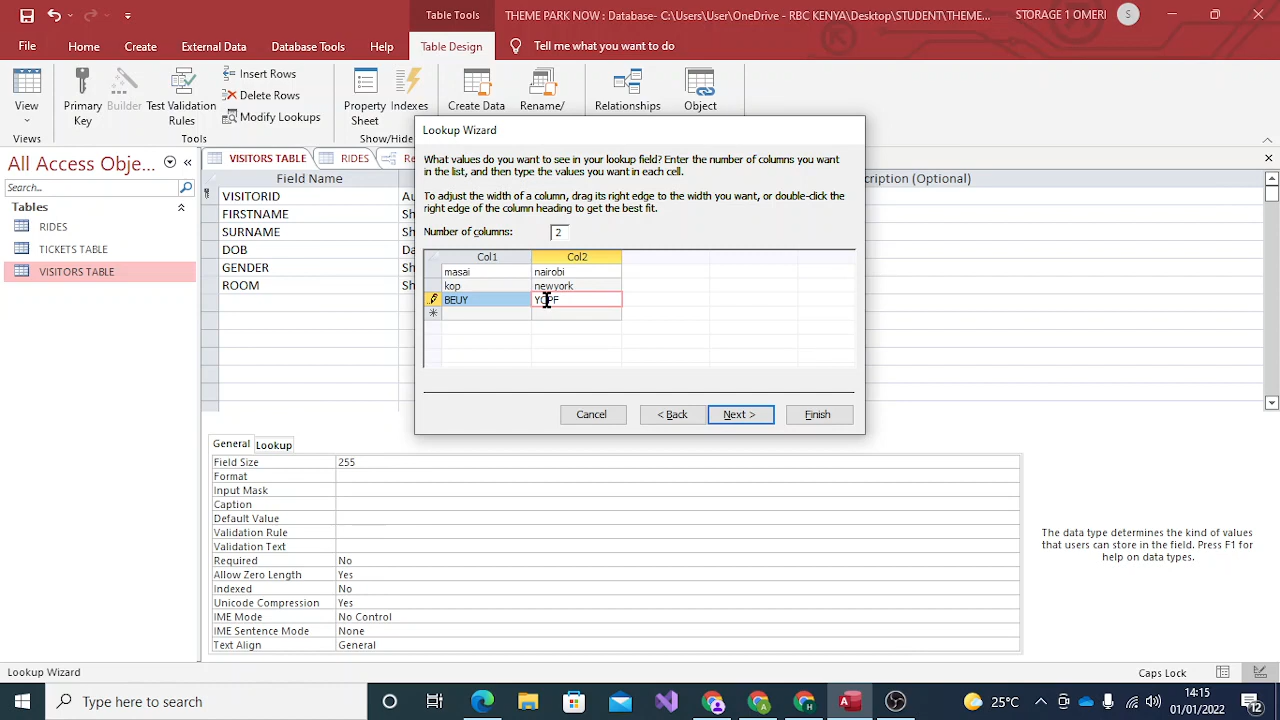 Table Tools
THEME PARK NOW : Database- C:\Users\User\OneDrive - RBC KENYA\Desktop\STUDENT\THEME...
STORAGE 1 OMERI
S
File
Home
Create
External Data
Database Tools
Help
Table Design
Tell me what you want to do
View
Primary Key
Builder
Test Validation Rules
Insert Rows
Delete Rows
Modify Lookups
Property Sheet
Indexes
Create Data
Rename/
Relationships
Object
Views
Tools
Show/Hide
All Access Obje...
Search...
Tables
RIDES
TICKETS TABLE
VISITORS TABLE
VISITORS TABLE
RIDES
Re
Field Name
cription (Optional)
VISITORID
Au
FIRSTNAME
Sh
SURNAME
Sh
DOB
Da
GENDER
Sh
ROOM
Sh
Lookup Wizard
What values do you want to see in your lookup field? Enter the number of columns you want
in the list, and then type the values you want in each cell.
To adjust the width of a column, drag its right edge to the width you want, or double-click the
right edge of the column heading to get the best fit.
Number of columns:
2
Col1 Col2
masai nairobi
kop newyork
BEUY YOPF
Cancel
< Back
Next >
Finish
General
Lookup
Field Size 255
Format
Input Mask
Caption
Default Value
Validation Rule
Validation Text
Required No
Allow Zero Length Yes
Indexed No
Unicode Compression Yes
IME Mode No Control
IME Sentence Mode None
Text Align General
The data type determines the kind of values
that users can store in the field. Press F1 for
help on data types.
Lookup Wizard
Caps Lock
Type here to search
25°C
14:15
01/01/2022
12